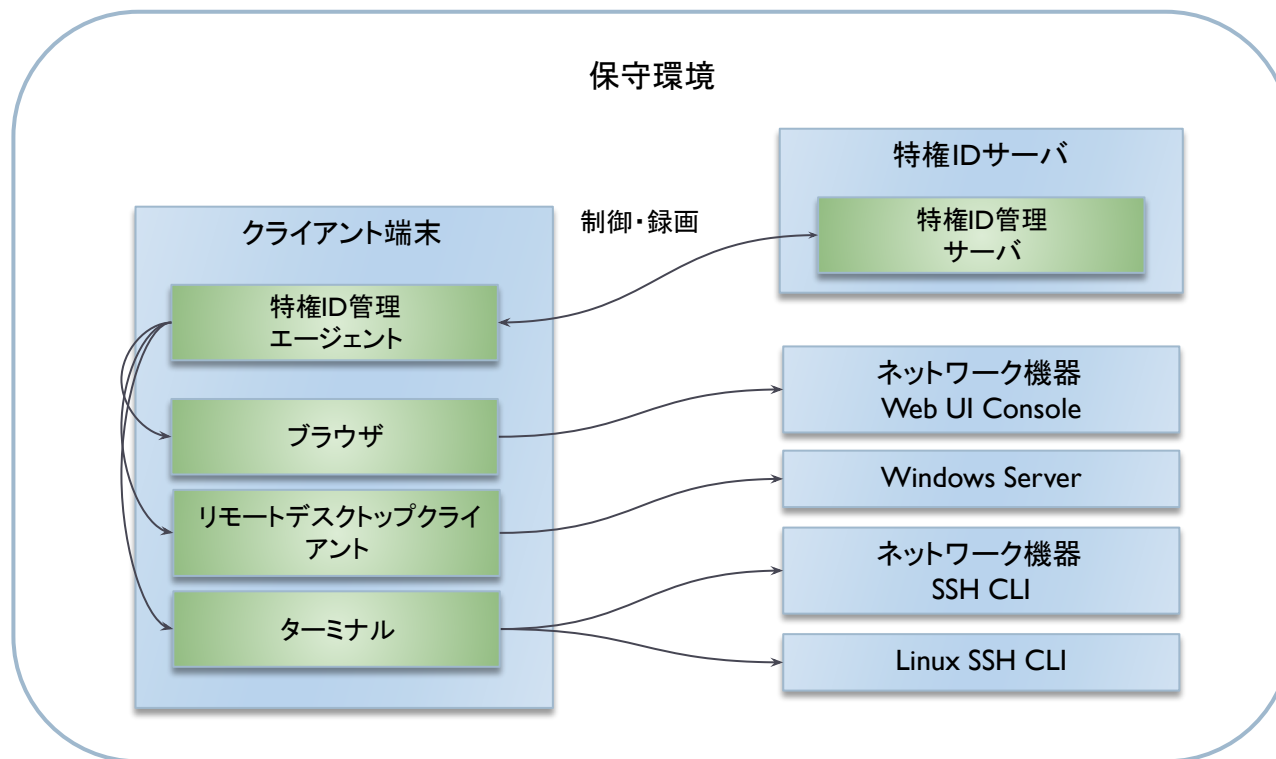 保守環境
特権IDサーバ
特権ID管理
サーバ
制御・録画
クライアント端末
特権ID管理
エージェント
ブラウザ
リモートデスクトップクライ
アント
ターミナル
ネットワーク機器
Web UI Console
Windows Server
ネットワーク機器
SSH CLI
Linux SSH CLI